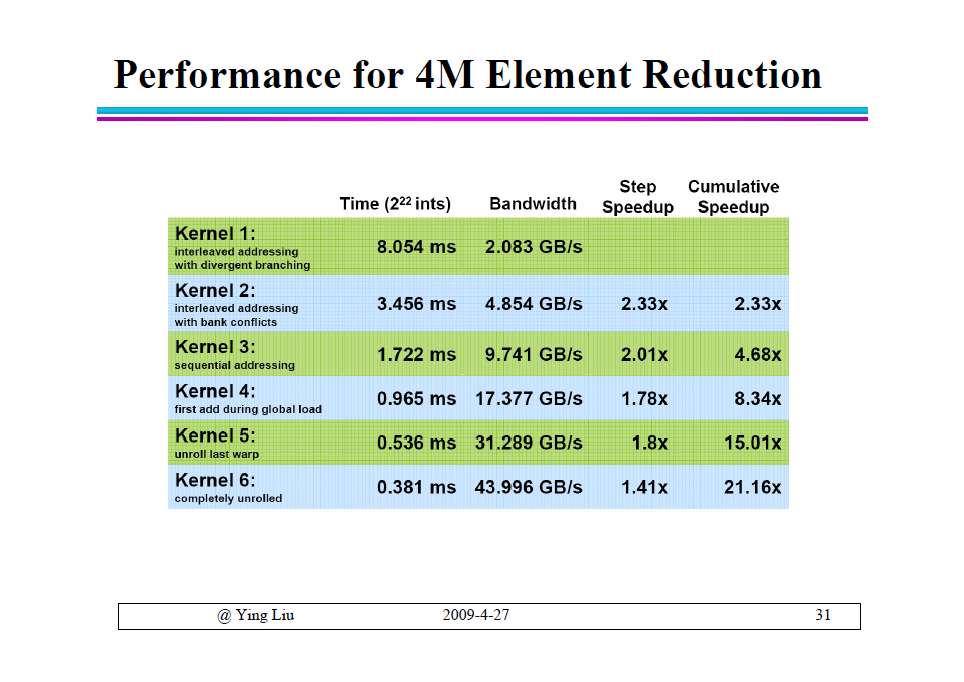 Performance for 4M Element Reduction
Time (2²² ints) Bandwidth Step Speedup Cumulative Speedup
Kernel 1:
interleaved addressing
with divergent branching
8.054 ms 2.083 GB/s
Kernel 2:
interleaved addressing
with bank conflicts
3.456 ms 4.854 GB/s 2.33x 2.33x
Kernel 3:
sequential addressing
1.722 ms 9.741 GB/s 2.01x 4.68x
Kernel 4:
first add during global load
0.965 ms 17.377 GB/s 1.78x 8.34x
Kernel 5:
unroll last warp
0.536 ms 31.289 GB/s 1.8x 15.01x
Kernel 6:
completely unrolled
0.381 ms 43.996 GB/s 1.41x 21.16x
@ Ying Liu 2009-4-27 31